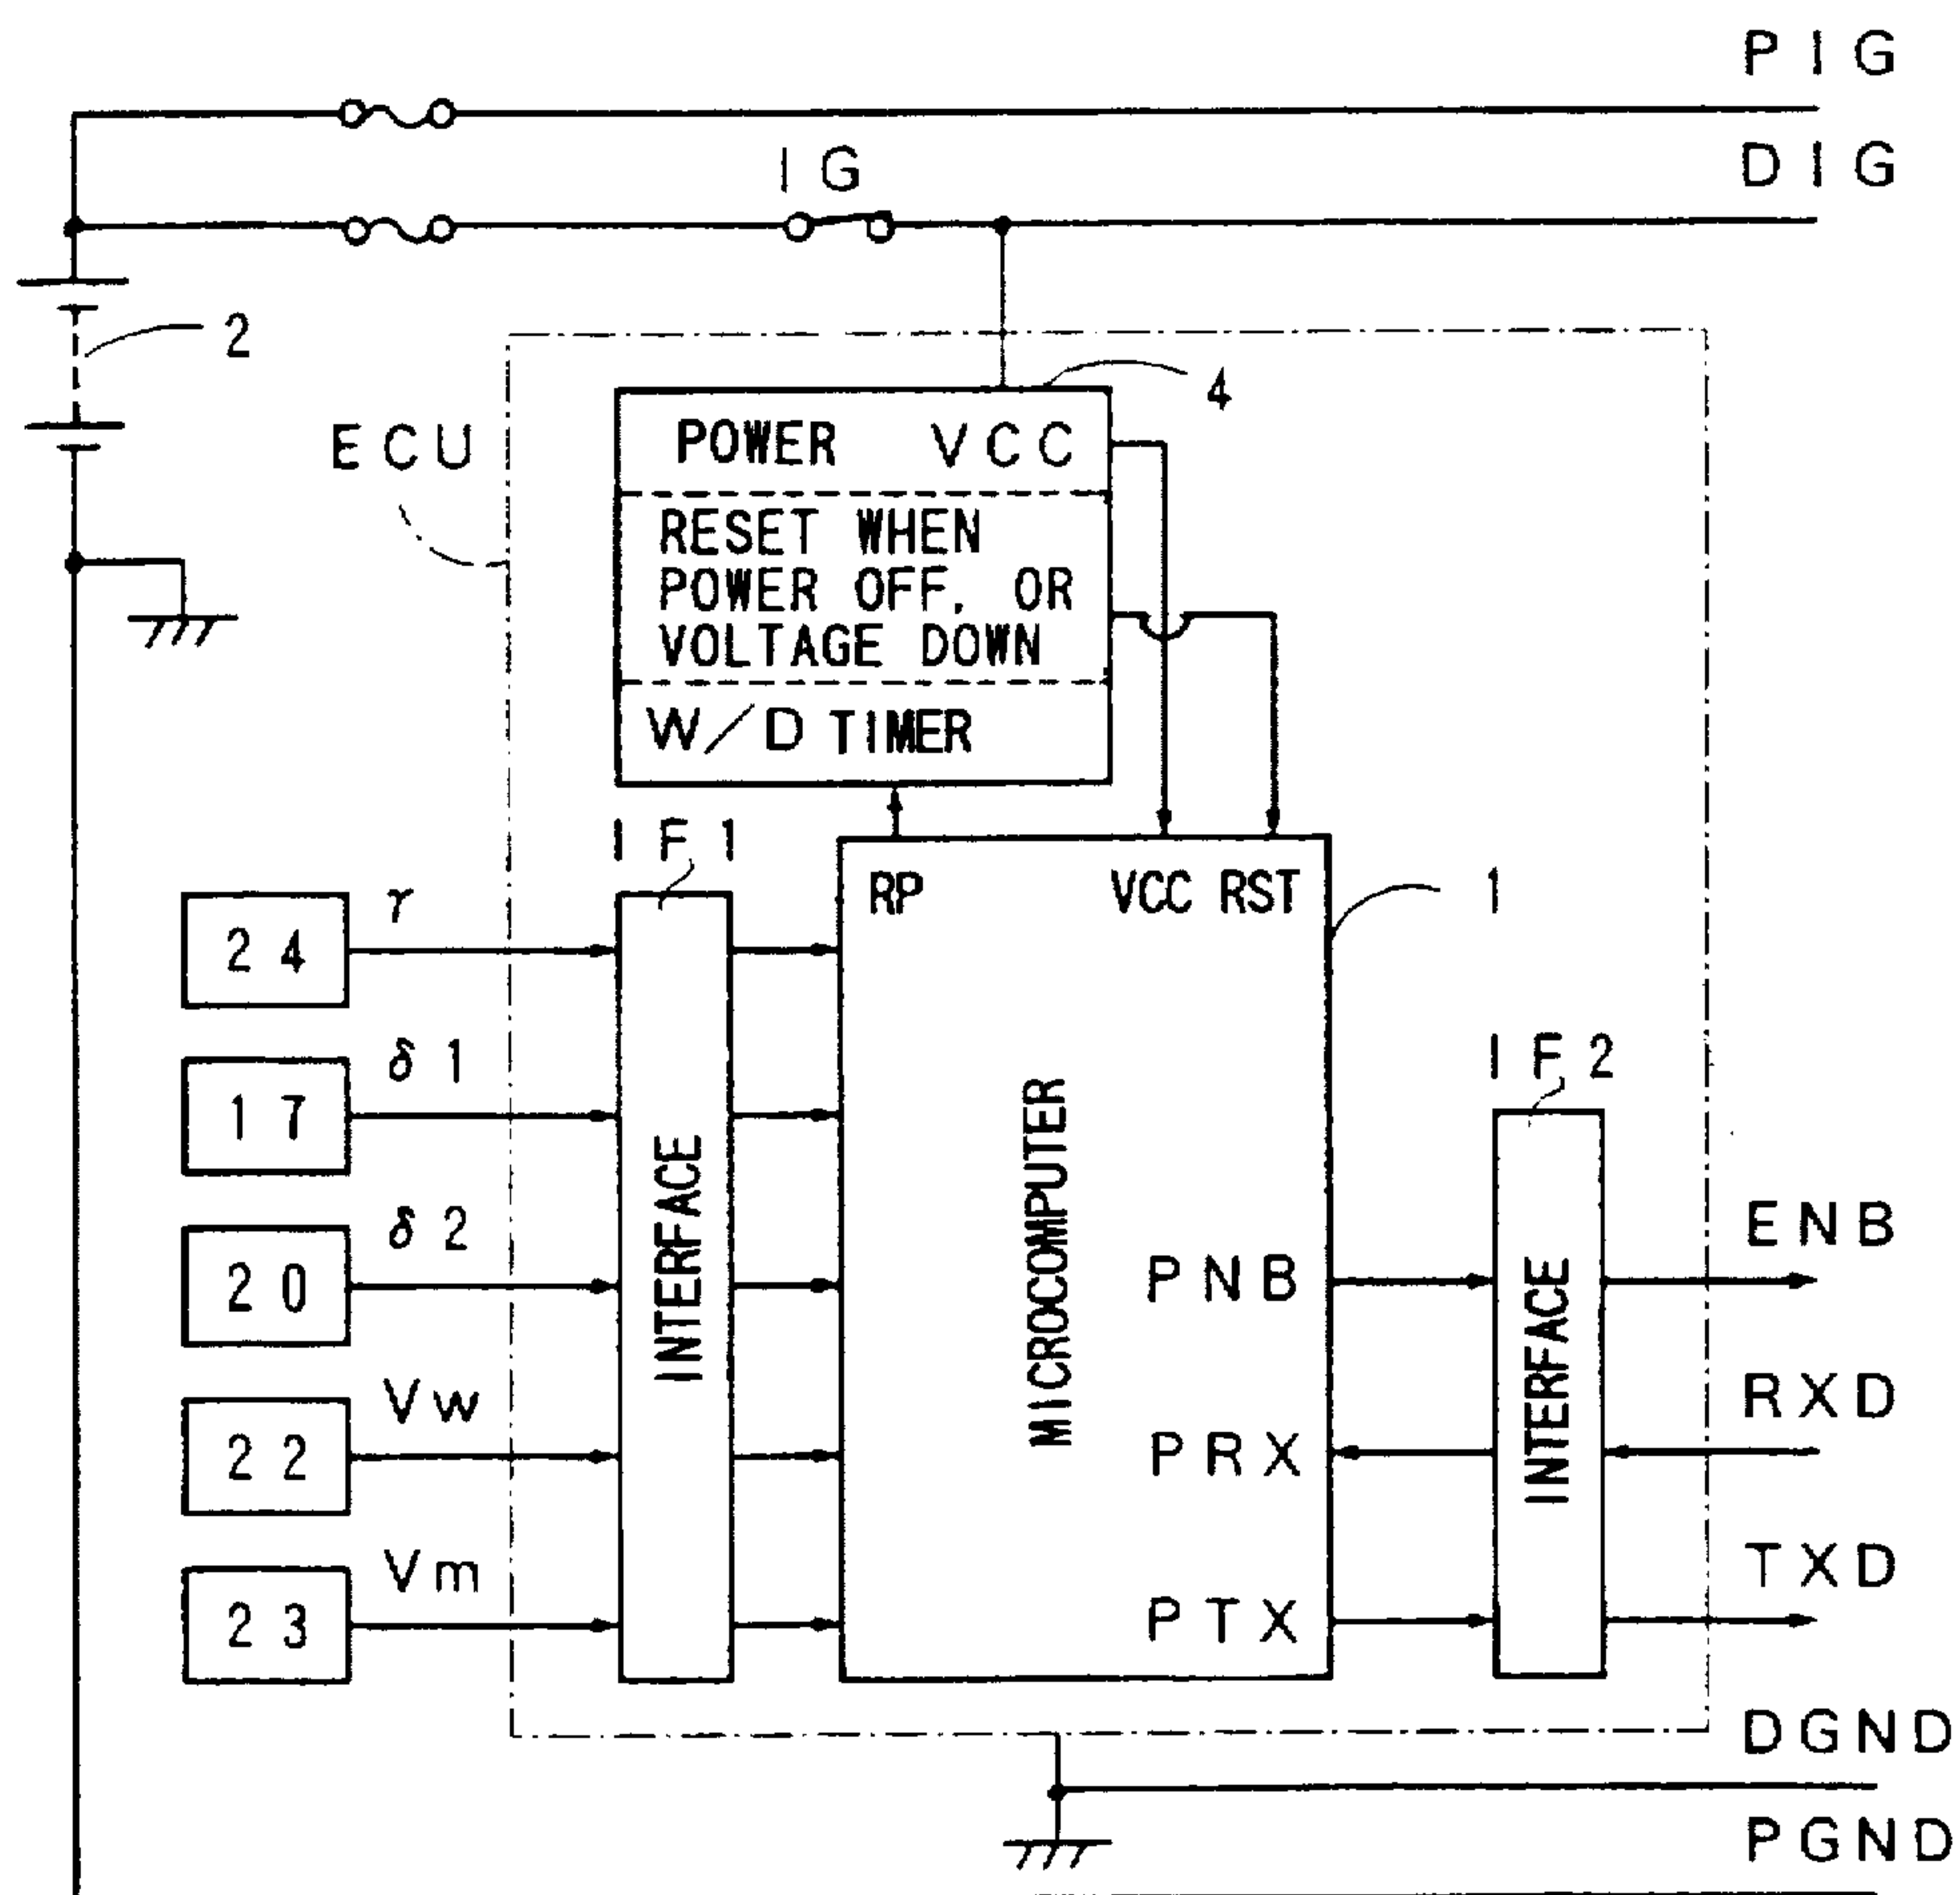 PIG
IG
DIG
2
4
ECU
POWER VCC
RESET WHEN
POWER OFF, OR
VOLTAGE DOWN
W/D TIMER
IF1
RP
VCC RST
1
24
γ
17
δ1
20
δ2
22
Vw
23
Vm
INTERFACE
MICROCOMPUTER
PNB
PRX
PTX
IF2
INTERFACE
ENB
RXD
TXD
DGND
PGND